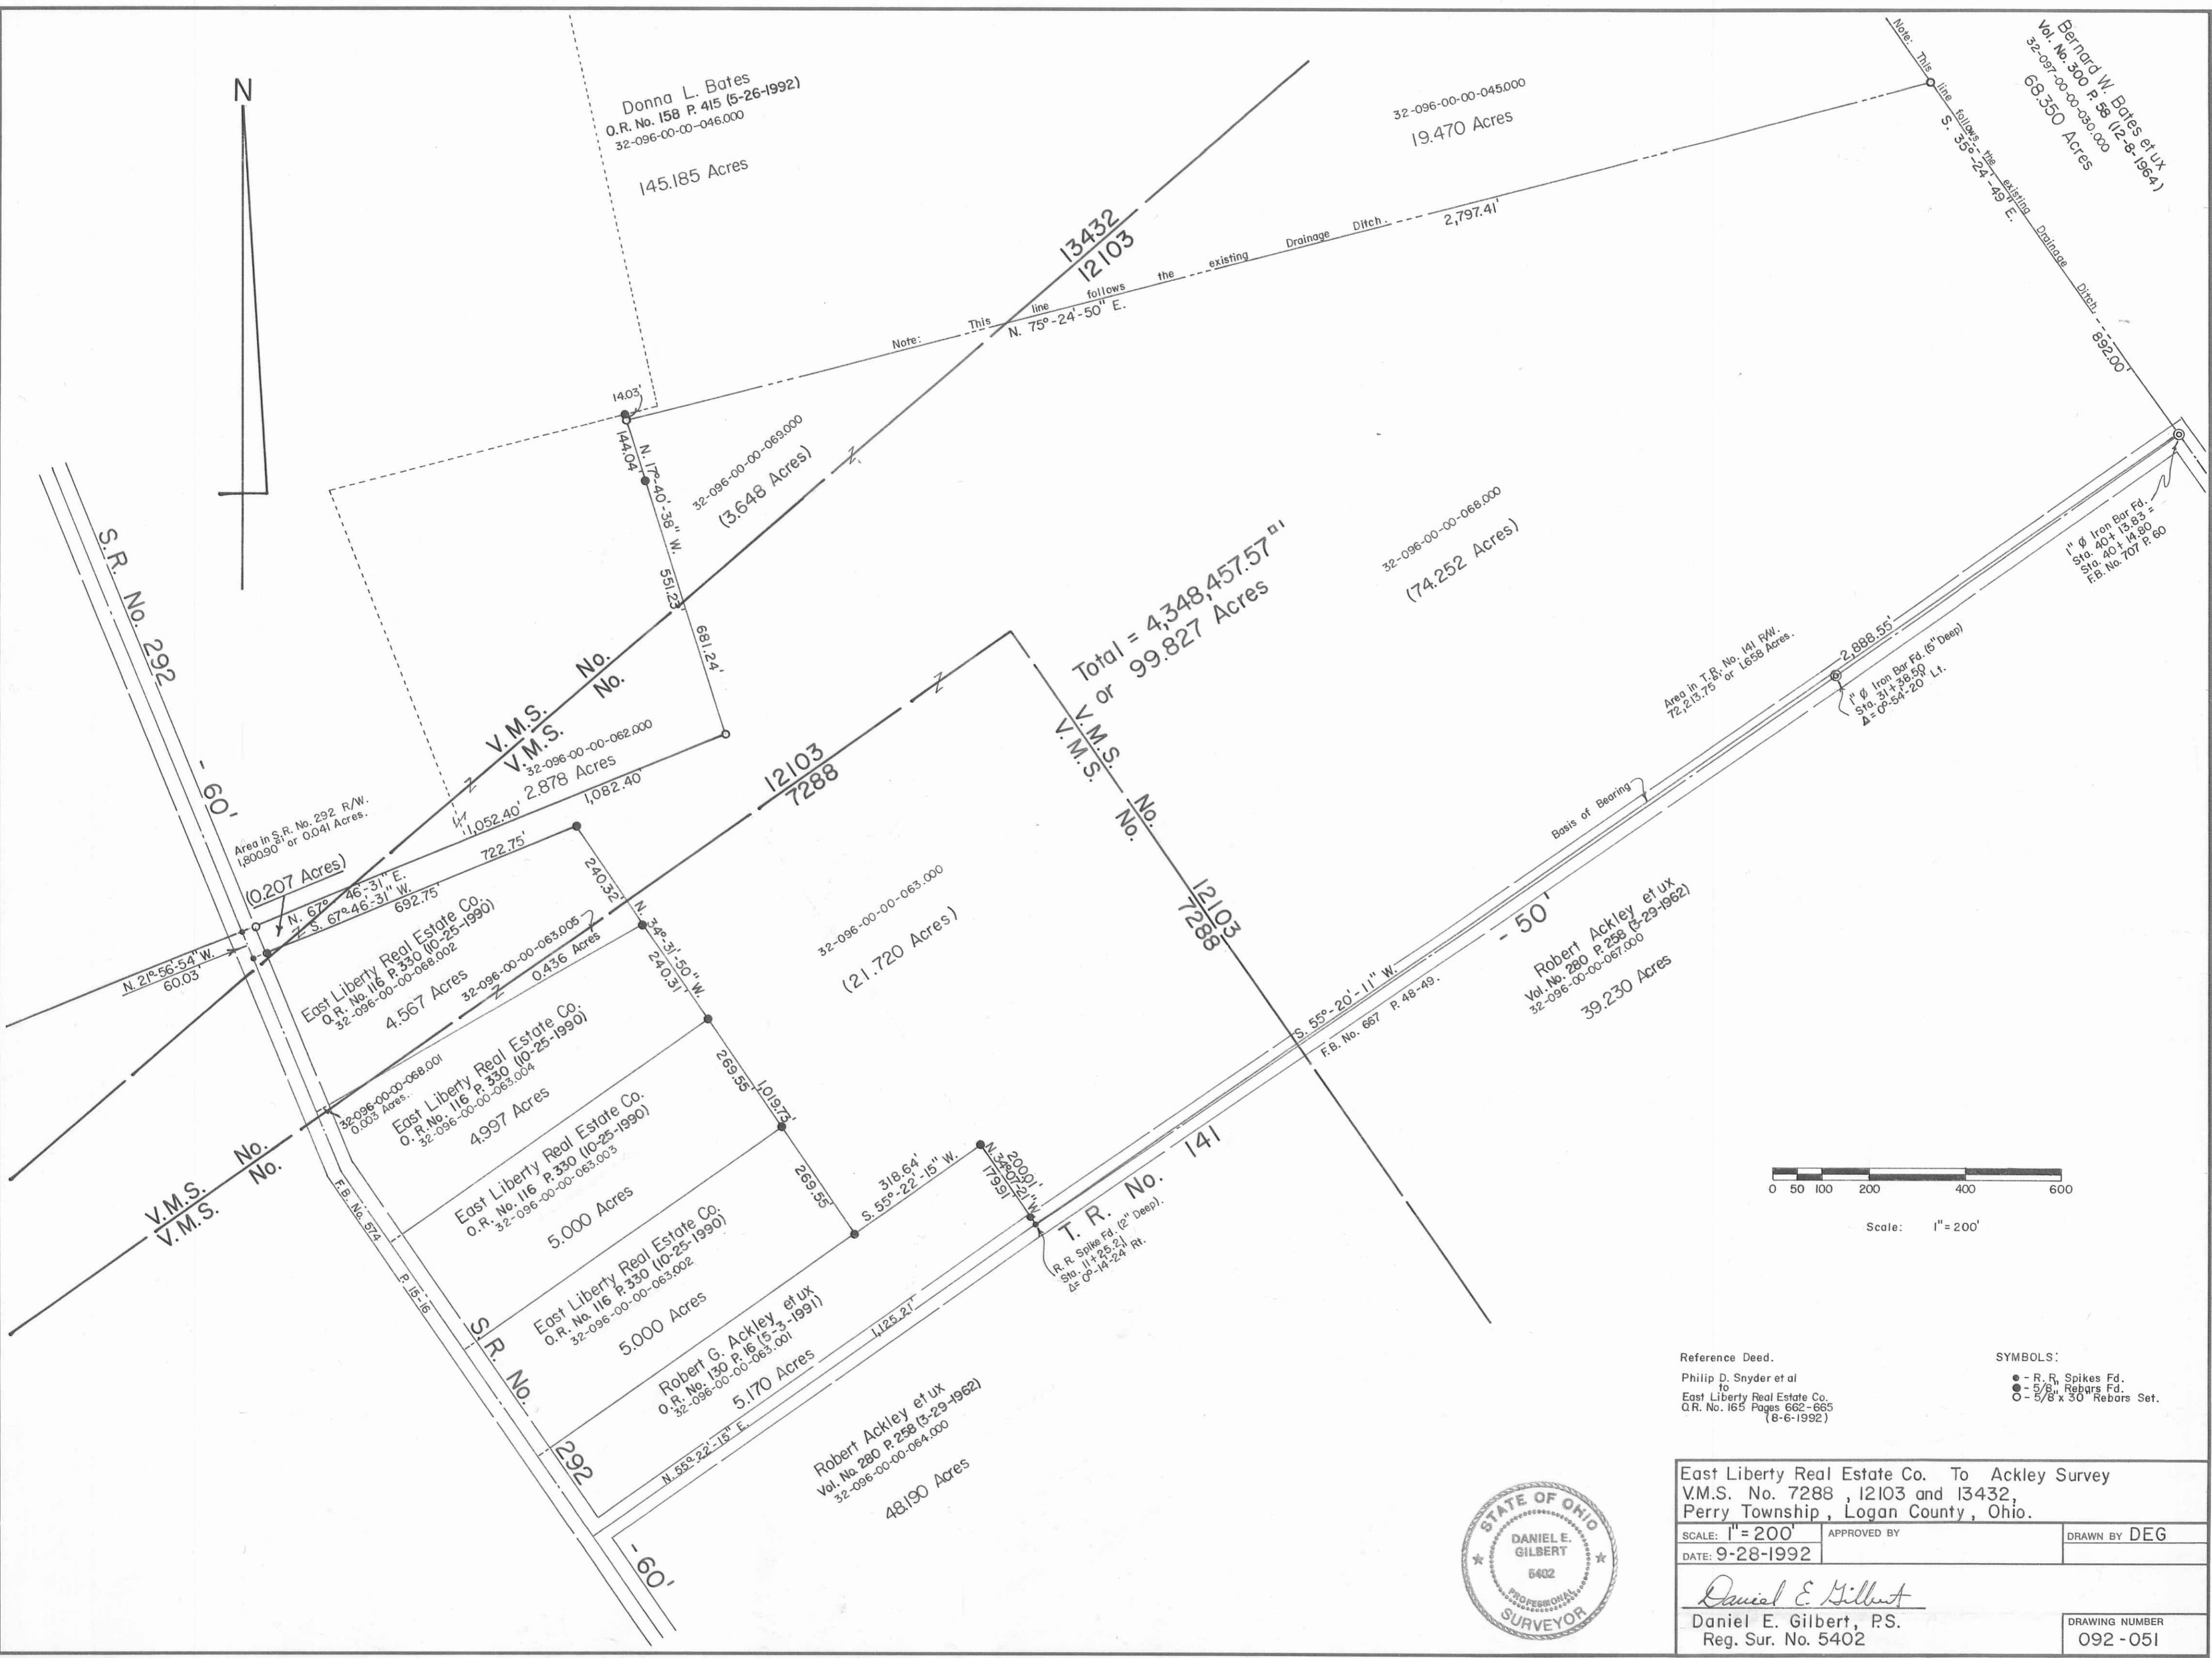 N
Donna L. Bates
O.R. No. 158 P. 415 (5-26-1992)
32-096-00-00-046.000
145.185 Acres
32-096-00-00-045.000
19.470 Acres
Bernard W. Bates et ux
Vol. No. 300 P. 58 (12-8-1964)
32-097-00-00-030.000
68.350 Acres
Note: This line follows the existing Drainage Ditch.
S. 35°-24'-49" E.
892.00'
13432
12103
Note: This line follows the existing Drainage Ditch.
2,797.41'
N. 75°-24'-50" E.
14.03'
144.04'
N. 17°-40'-38" W.
551.23'
681.24'
32-096-00-00-069.000
(3.648 Acres)
Total = 4,348,457.57 □'
or 99.827 Acres
32-096-00-00-068.000
(74.252 Acres)
1" Ø Iron Bar Fd.
Sta. 40+13.83 =
Sta. 40+14.80
F.B. No. 707 P. 60
2,888.55'
1" Ø Iron Bar Fd. (5" Deep)
Sta. 31+38.50
Δ= 0°-54'-20" Lt.
Area in T.R. No. 141 R/W.
72,213.75 □' or 1.658 Acres.
Basis of Bearing
S.R. No. 292 - 60'
V.M.S. No.
V.M.S. No.
32-096-00-00-062.000
2.878 Acres
1,052.40'
1,082.40'
12103
7288
V.M.S. No. 12103
V.M.S. No. 7288
Area in S.R. No. 292 R/W.
1,800.90 □' or 0.041 Acres.
(0.207 Acres)
N. 67° 46'-31" E.
S. 67°-46'-31" W.
722.75'
692.75'
N. 21°-56'-54" W.
60.03'
240.32'
N. 34°-31'-50" W.
240.31'
269.55'
1,019.73'
269.55'
East Liberty Real Estate Co.
O.R. No. 116 P. 330 (10-25-1990)
32-096-00-00-068.002
4.567 Acres
32-096-00-00-063.005
0.436 Acres
32-096-00-00-063.000
(21.720 Acres)
32-096-00-00-068.001
0.003 Acres.
East Liberty Real Estate Co.
O.R. No. 116 P. 330 (10-25-1990)
32-096-00-00-063.004
4.997 Acres
East Liberty Real Estate Co.
O.R. No. 116 P. 330 (10-25-1990)
32-096-00-00-063.003
5.000 Acres
East Liberty Real Estate Co.
O.R. No. 116 P. 330 (10-25-1990)
32-096-00-00-063.002
5.000 Acres
Robert G. Ackley et ux
O.R. No. 130 P. 16 (5-3-1991)
32-096-00-00-063.001
5.170 Acres
V.M.S. No.
V.M.S. No.
F.B. No. 574 P. 15-16
S.R. No. 292 - 60'
318.64'
S. 55°-22'-15" W.
N. 34°-07'-21" W.
200.01'
179.91'
(R.R. Spike Fd. (2" Deep).
Sta. 11+25.21
Δ= 0°-14'-24" Rt.
1,125.21'
N. 55°-22'-15" E.
T. R. No. 141 - 50'
S. 55°-20'-11" W.
F.B. No. 667 P. 48-49.
Robert Ackley et ux
Vol. No. 280 P. 258 (3-29-1962)
32-096-00-00-067.000
39.230 Acres
Robert Ackley et ux
Vol. No. 280 P. 258 (3-29-1962)
32-096-00-00-064.000
48.190 Acres
0 50 100 200 400 600
Scale: 1"= 200'
Reference Deed.
Philip D. Snyder et al
to
East Liberty Real Estate Co.
O.R. No. 165 Pages 662-665
(8-6-1992)
SYMBOLS:
● - R. R. Spikes Fd.
● - 5/8" Rebars Fd.
O - 5/8" x 30" Rebars Set.
STATE OF OHIO
DANIEL E.
GILBERT
5402
PROFESSIONAL
SURVEYOR
East Liberty Real Estate Co. To Ackley Survey
V.M.S. No. 7288 , 12103 and 13432,
Perry Township , Logan County , Ohio.
SCALE: 1"= 200'
APPROVED BY
DRAWN BY DEG
DATE: 9-28-1992
Daniel E. Gilbert
Daniel E. Gilbert, P.S.
Reg. Sur. No. 5402
DRAWING NUMBER
092-051